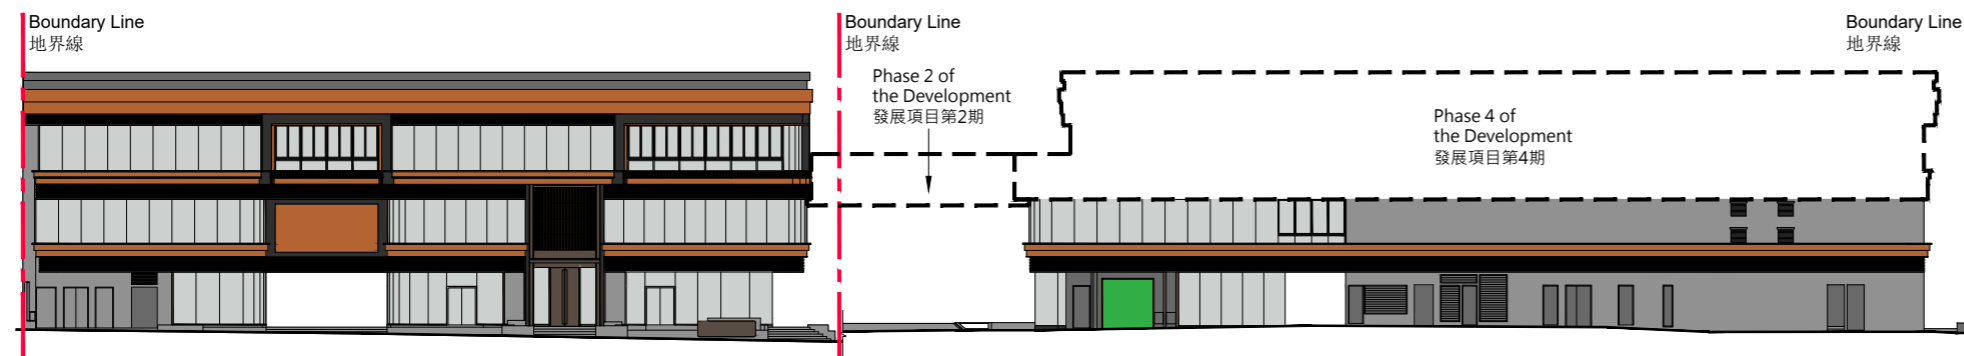 Boundary Line
地界線
Boundary Line
地界線
Boundary Line
地界線
Phase 2 of
the Development
發展項目第2期
Phase 4 of
the Development
發展項目第4期